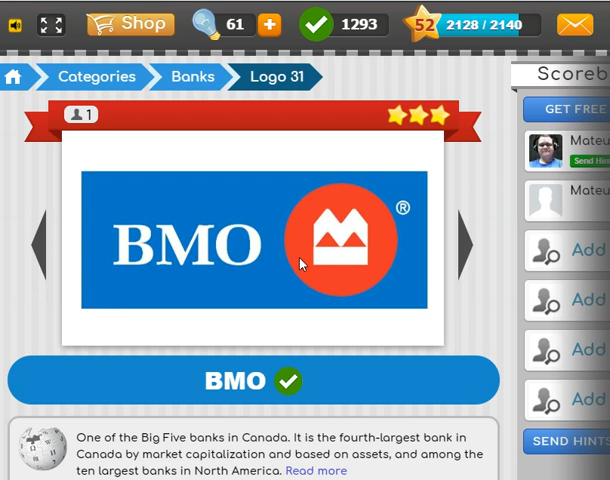 Shop 61 + 1293 52 2128 / 2140
Categories Banks Logo 31
Scoreb
1
GET FREE
Mateu
Send Hin
Mateu
BMO ®
Add
Add
Add
Add
BMO
SEND HINTS
One of the Big Five banks in Canada. It is the fourth-largest bank in
Canada by market capitalization and based on assets, and among the
ten largest banks in North America. Read more